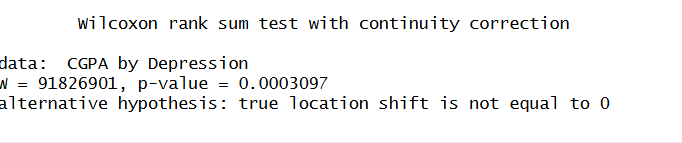 Wilcoxon rank sum test with continuity correction
data:  CGPA by Depression
W = 91826901, p-value = 0.0003097
alternative hypothesis: true location shift is not equal to 0